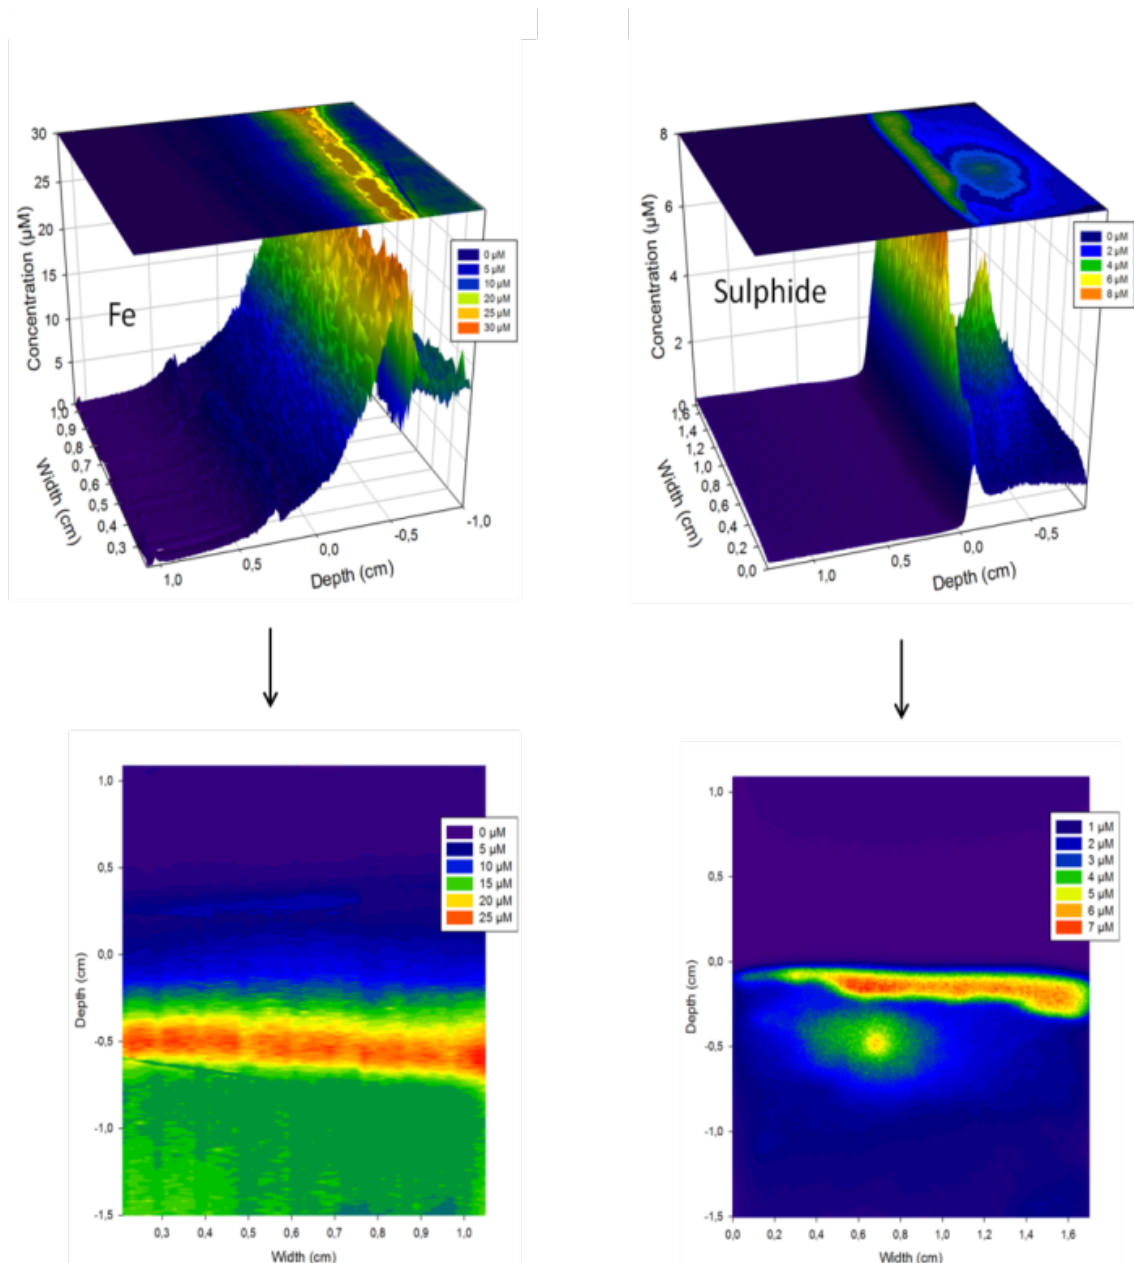 30
25
20
15
10
5
0
Concentration (µM)
Fe
0 µM
5 µM
10 µM
20 µM
25 µM
30 µM
1,0
0,9
0,8
0,7
0,6
0,5
0,4
0,3
Width (cm)
1,0
0,5
0,0
-0,5
-1,0
Depth (cm)
8
6
4
2
0
Concentration (µM)
Sulphide
0 µM
2 µM
4 µM
6 µM
8 µM
1,6
1,4
1,2
1,0
0,8
0,6
0,4
0,2
0,0
Width (cm)
1,0
0,5
0,0
-0,5
Depth (cm)
1,0
0,5
0,0
-0,5
-1,0
-1,5
Depth (cm)
0 µM
5 µM
10 µM
15 µM
20 µM
25 µM
0,3 0,4 0,5 0,6 0,7 0,8 0,9 1,0
Width (cm)
1,0
0,5
0,0
-0,5
-1,0
-1,5
Depth (cm)
1 µM
2 µM
3 µM
4 µM
5 µM
6 µM
7 µM
0,0 0,2 0,4 0,6 0,8 1,0 1,2 1,4 1,6
Width (cm)